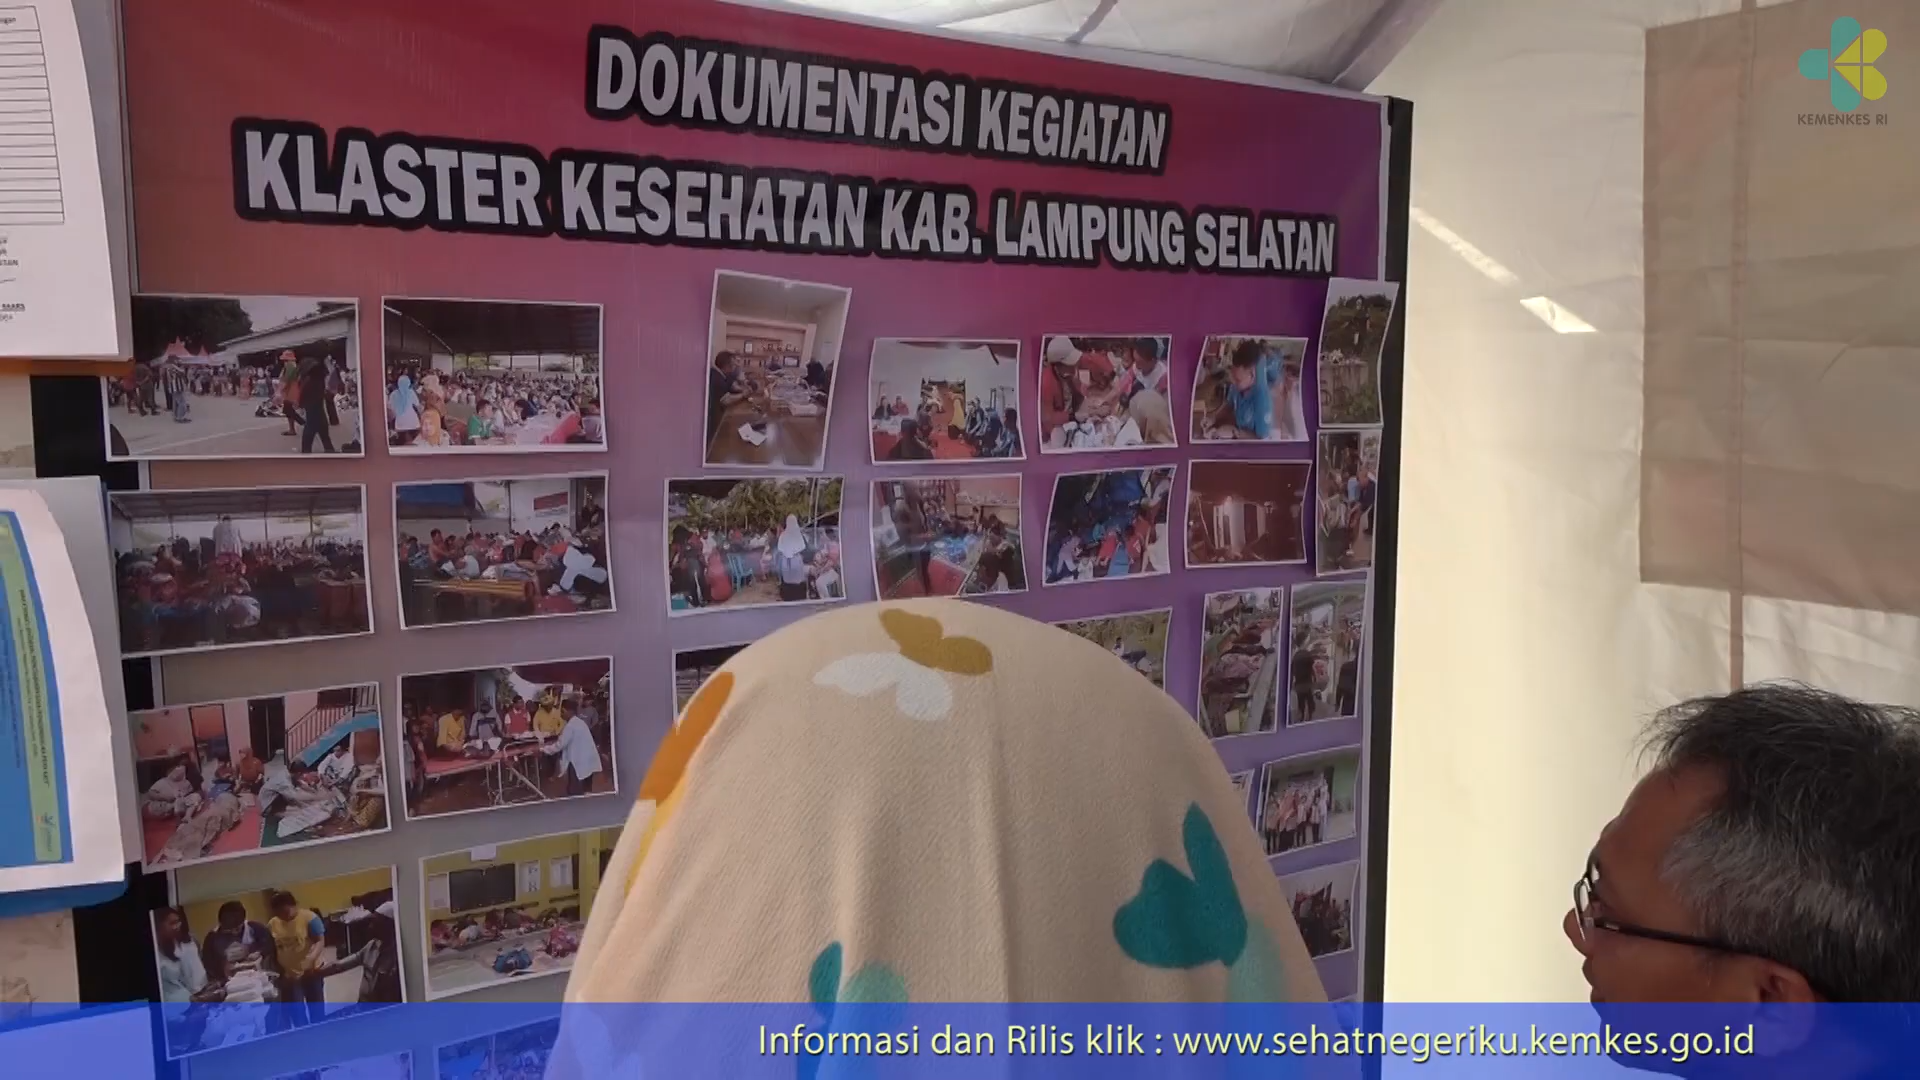 DOKUMENTASI KEGIATAN
KLASTER KESEHATAN KAB. LAMPUNG SELATAN
KEMENKES RI
Informasi dan Rilis klik : www.sehatnegeriku.kemkes.go.id